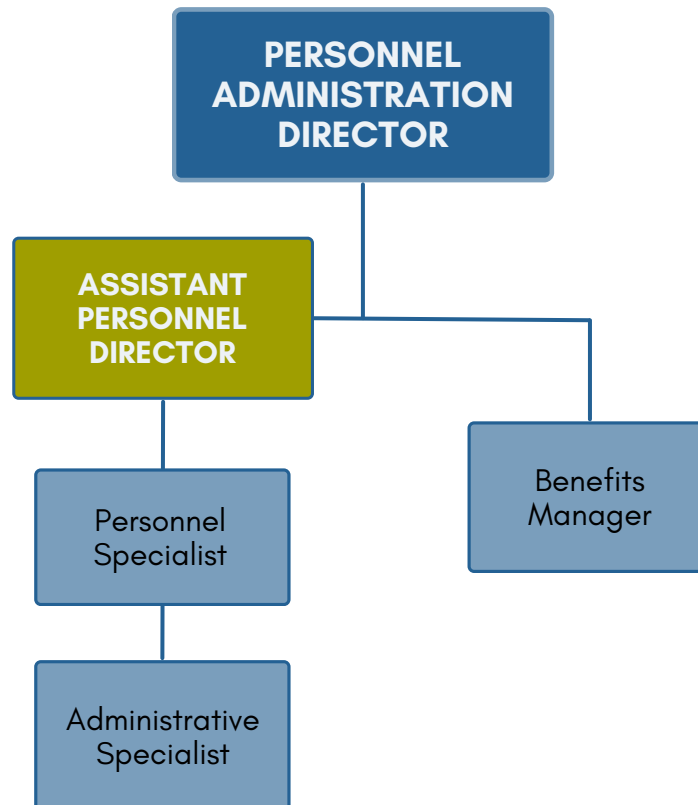 PERSONNEL
ADMINISTRATION
DIRECTOR
ASSISTANT
PERSONNEL
DIRECTOR
Benefits
Manager
Personnel
Specialist
Administrative
Specialist